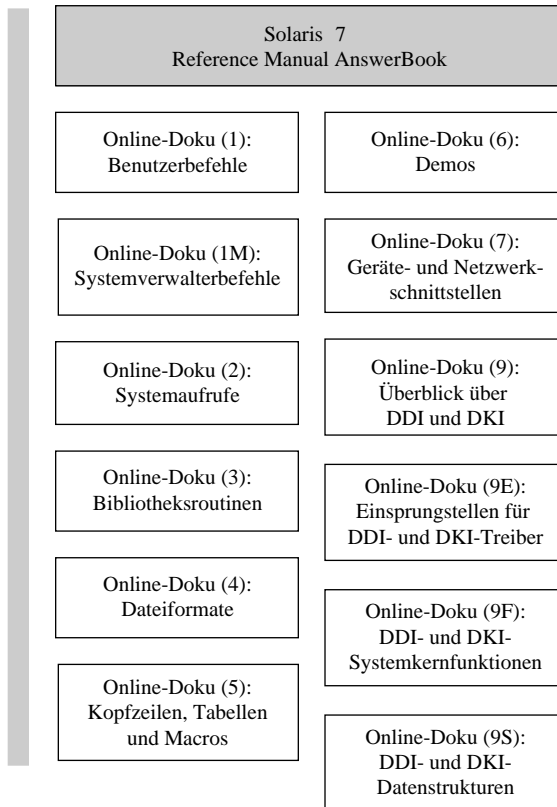 Solaris 7
Reference Manual AnswerBook
Online-Doku (1):
Benutzerbefehle
Online-Doku (1M):
Systemverwalterbefehle
Online-Doku (2):
Systemaufrufe
Online-Doku (3):
Bibliotheksroutinen
Online-Doku (4):
Dateiformate
Online-Doku (5):
Kopfzeilen, Tabellen
und Macros
Online-Doku (6):
Demos
Online-Doku (7):
Geräte- und Netzwerk-
schnittstellen
Online-Doku (9):
Überblick über
DDI und DKI
Online-Doku (9E):
Einsprungstellen für
DDI- und DKI-Treiber
Online-Doku (9F):
DDI- und DKI-
Systemkernfunktionen
Online-Doku (9S):
DDI- und DKI-
Datenstrukturen